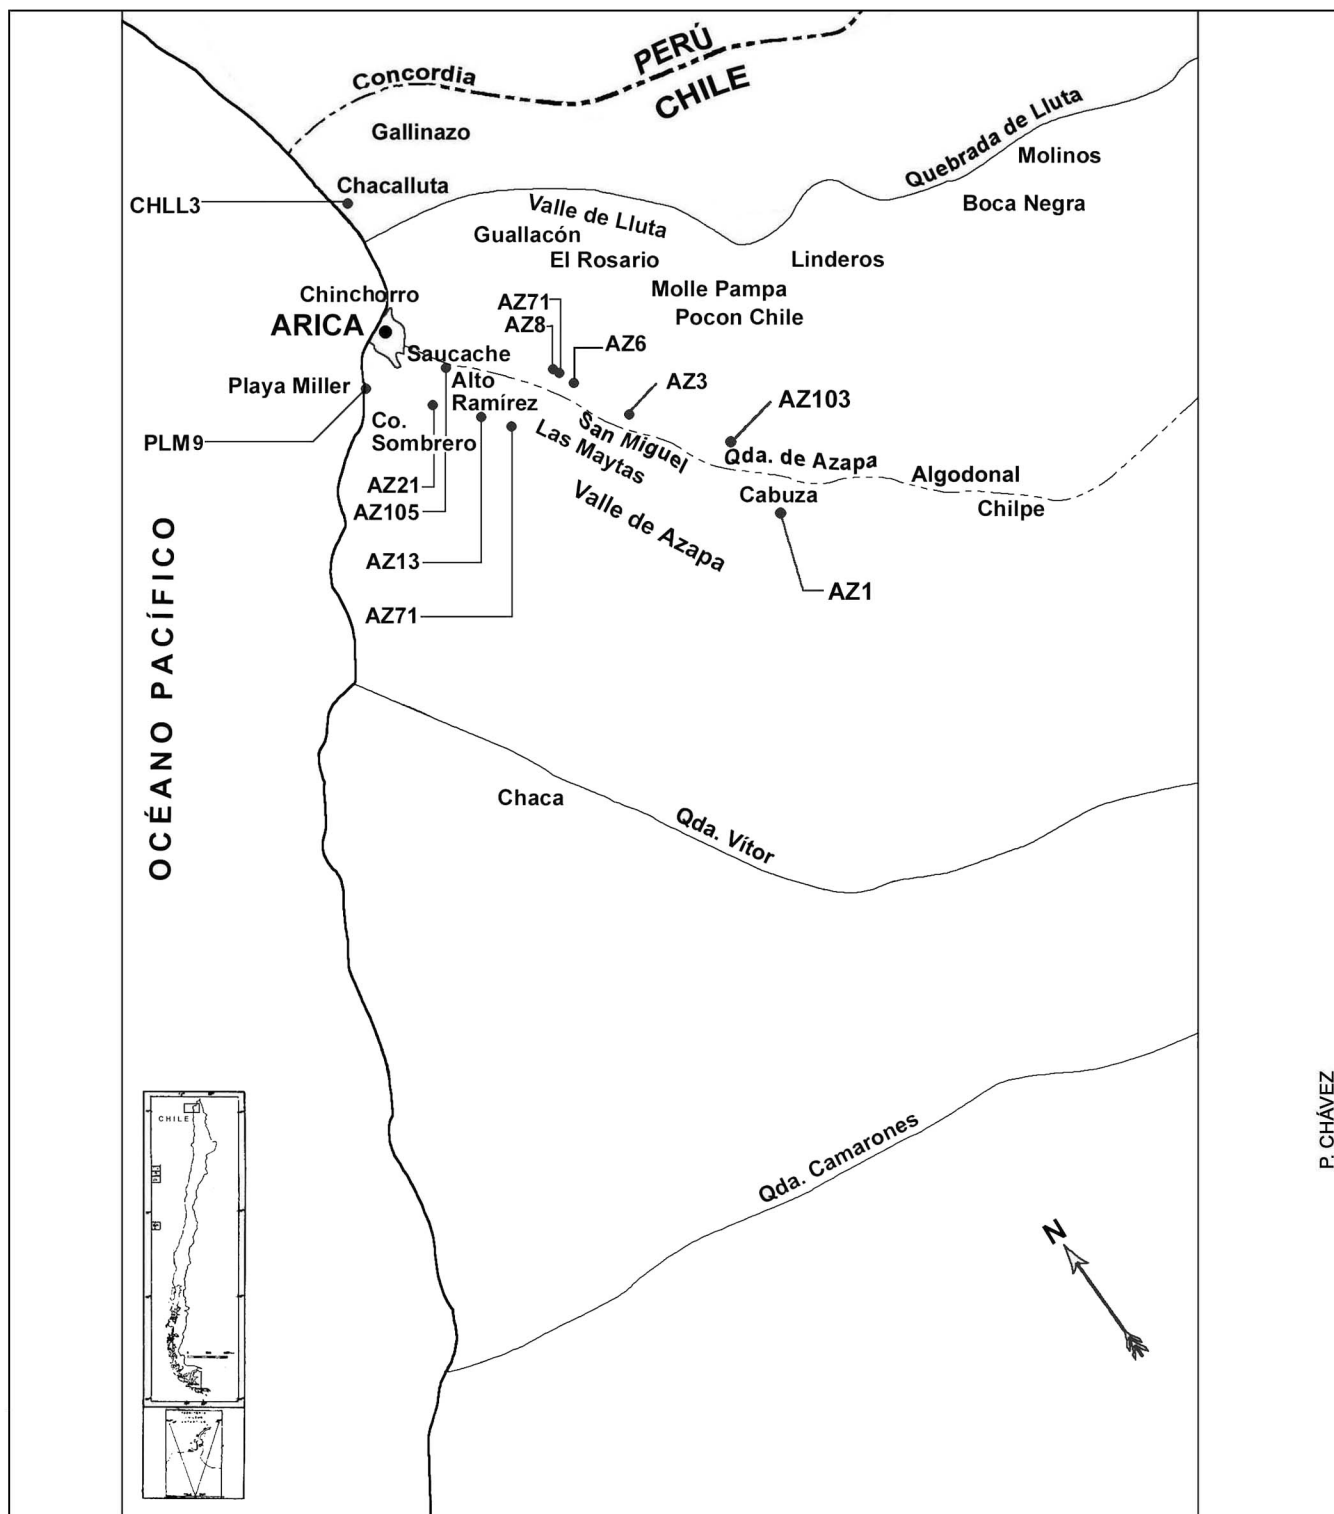 PERÚ
Concordia
CHILE
Gallinazo
Quebrada de Lluta
Molinos
Chacalluta
CHLL3
Boca Negra
Valle de Lluta
Guallacón
El Rosario
Linderos
Chinchorro
Molle Pampa
AZ71
Pocon Chile
ARICA
AZ8
AZ6
Saucache
Playa Miller
Alto
Ramírez
AZ3
AZ103
Co.
Sombrero
PLM9
San Miguel
Las Maytas
Qda. de Azapa
Algodonal
AZ21
Cabuza
AZ105
Chilpe
Valle de Azapa
AZ13
AZ1
AZ71
OCÉANO PACÍFICO
Chaca
Qda. Vítor
Qda. Camarones
P. CHÁVEZ
CHILE
N